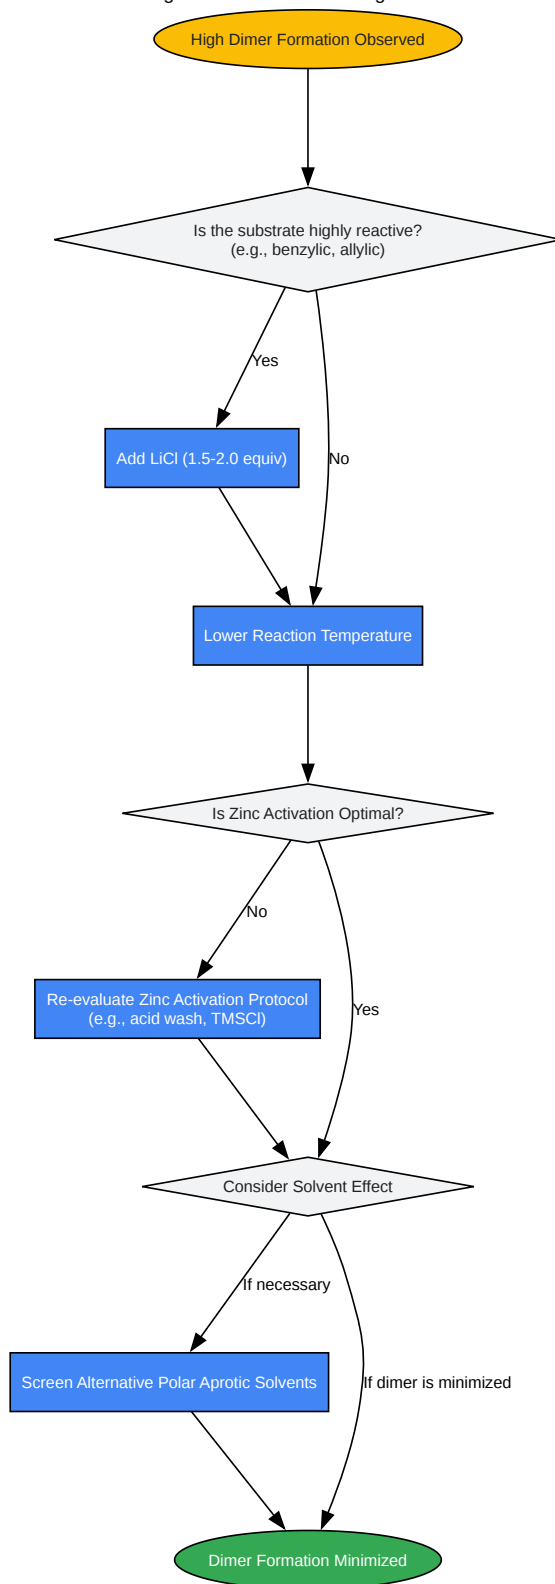 High Dimer Formation Observed
Is the substrate highly reactive?
(e.g., benzylic, allylic)
Yes
Add LiCl (1.5-2.0 equiv)
No
Lower Reaction Temperature
Is Zinc Activation Optimal?
No
Re-evaluate Zinc Activation Protocol
(e.g., acid wash, TMSCl)
Yes
Consider Solvent Effect
If necessary
Screen Alternative Polar Aprotic Solvents
If dimer is minimized
Dimer Formation Minimized